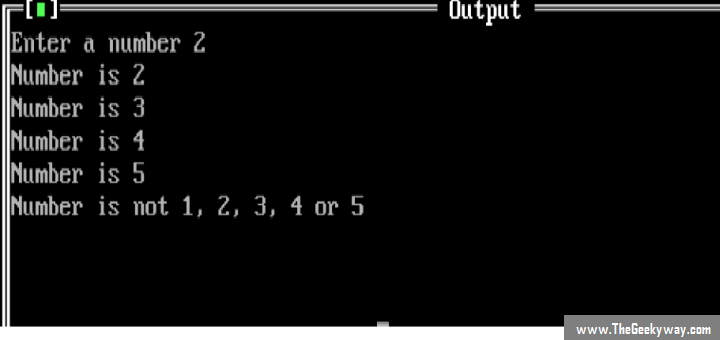 [■]
Output
Enter a number 2
Number is 2
Number is 3
Number is 4
Number is 5
Number is not 1, 2, 3, 4 or 5
www.TheGeekyway.com